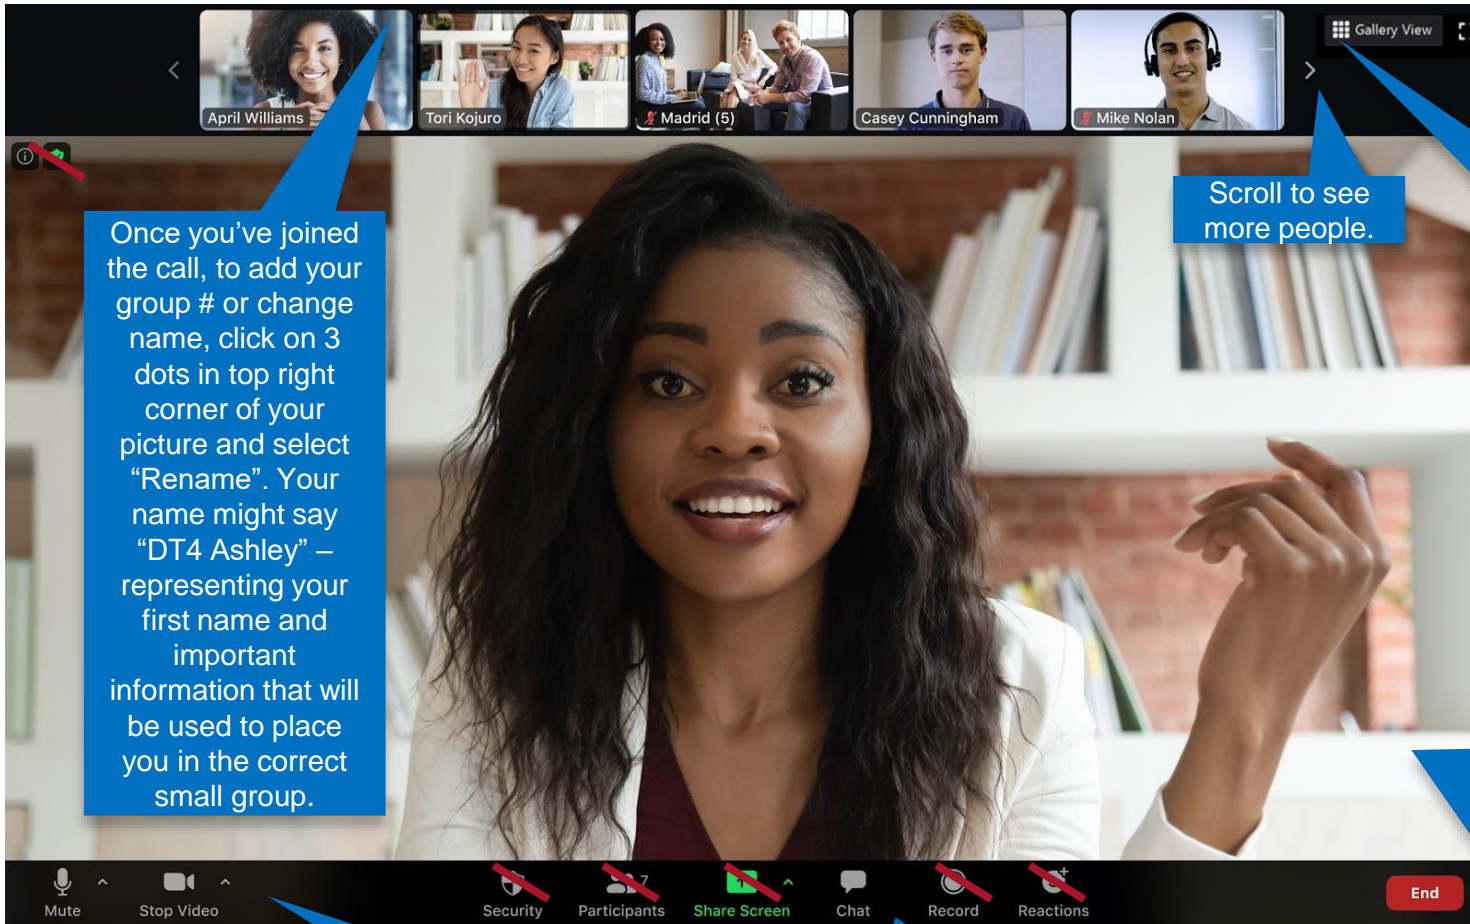 Gallery View
April Williams
Tori Kojuro
Madrid (5)
Casey Cunningham
Mike Nolan
Scroll to see
more people.
Once you’ve joined
the call, to add your
group # or change
name, click on 3
dots in top right
corner of your
picture and select
“Rename”. Your
name might say
“DT4 Ashley” –
representing your
first name and
important
information that will
be used to place
you in the correct
small group.
7
Mute
Stop Video
Security
Participants
Share Screen
Chat
Record
Reactions
End